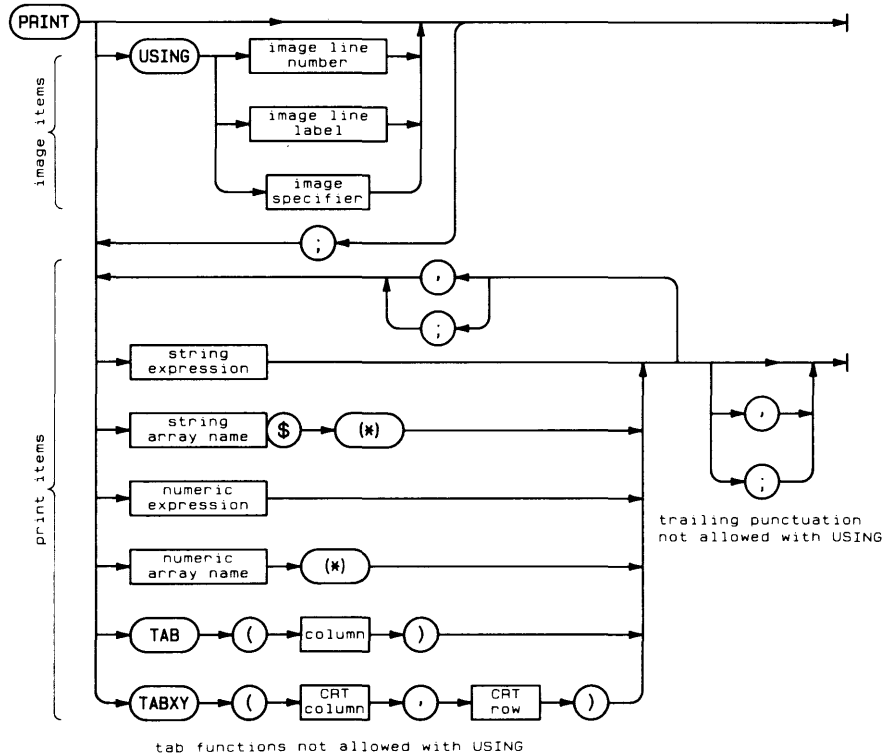 PRINT
USING
image line
number
image line
label
image
specifier
image items
;
,
;
string
expression
string
array name
$
(*)
numeric
expression
numeric
array name
(*)
TAB
(
column
)
TABXY
(
CRT
column
,
CRT
row
)
print items
,
;
trailing punctuation
not allowed with USING
tab functions not allowed with USING